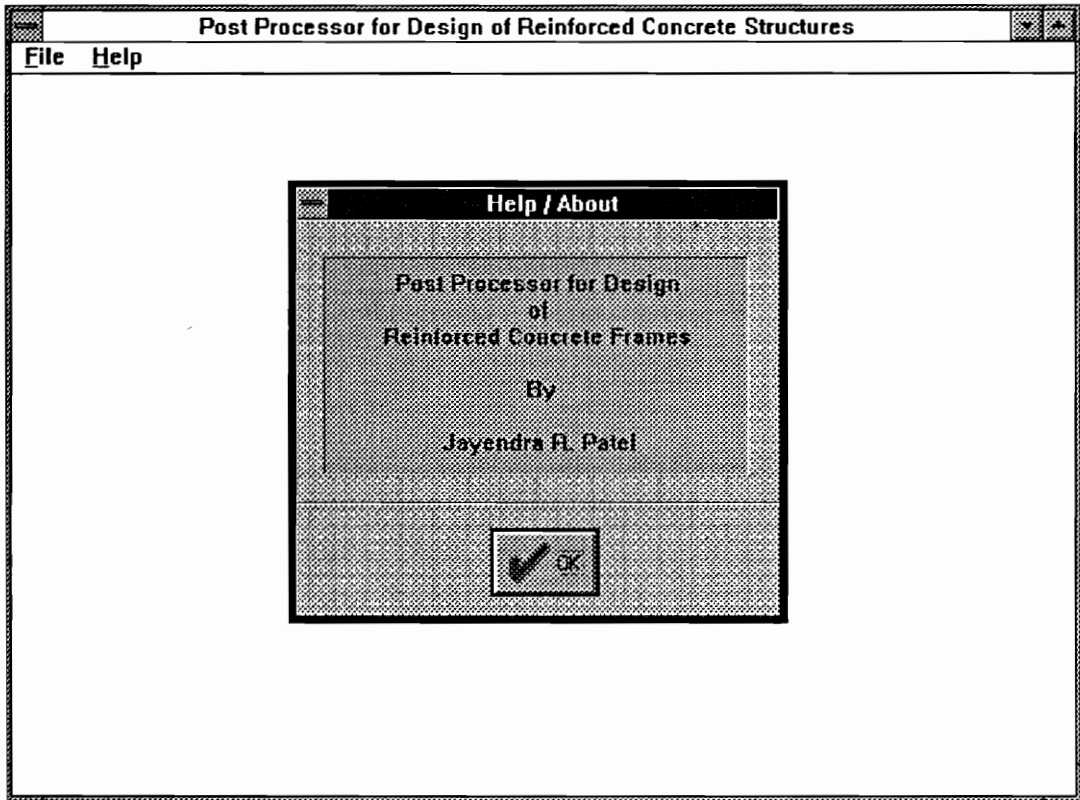 Post Processor for Design of Reinforced Concrete Structures
File Help
Help / About
Post Processor for Design
of
Reinforced Concrete Frames
By
Jayendra R. Patel
OK